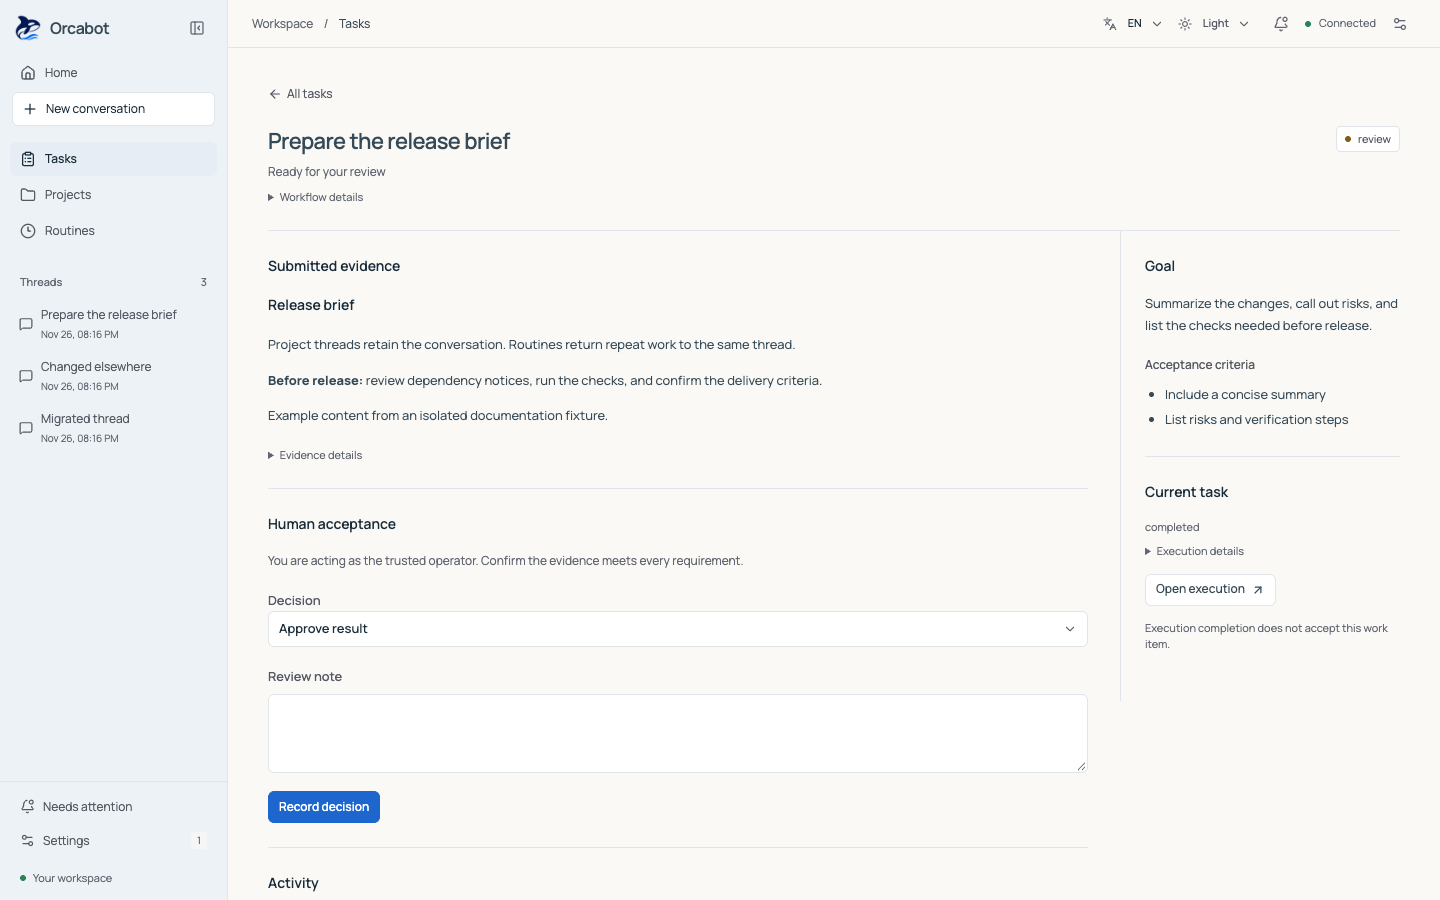 Orcabot
Home
New conversation
Tasks
Projects
Routines
Threads 3
Prepare the release brief
Nov 26, 08:16 PM
Changed elsewhere
Nov 26, 08:16 PM
Migrated thread
Nov 26, 08:16 PM
Needs attention
Settings 1
Your workspace
Workspace / Tasks
EN
Light
Connected
All tasks
Prepare the release brief
review
Ready for your review
Workflow details
Submitted evidence
Release brief
Project threads retain the conversation. Routines return repeat work to the same thread.
Before release: review dependency notices, run the checks, and confirm the delivery criteria.
Example content from an isolated documentation fixture.
Evidence details
Human acceptance
You are acting as the trusted operator. Confirm the evidence meets every requirement.
Decision
Approve result
Review note
Record decision
Activity
Goal
Summarize the changes, call out risks, and
list the checks needed before release.
Acceptance criteria
Include a concise summary
List risks and verification steps
Current task
completed
Execution details
Open execution
Execution completion does not accept this work
item.